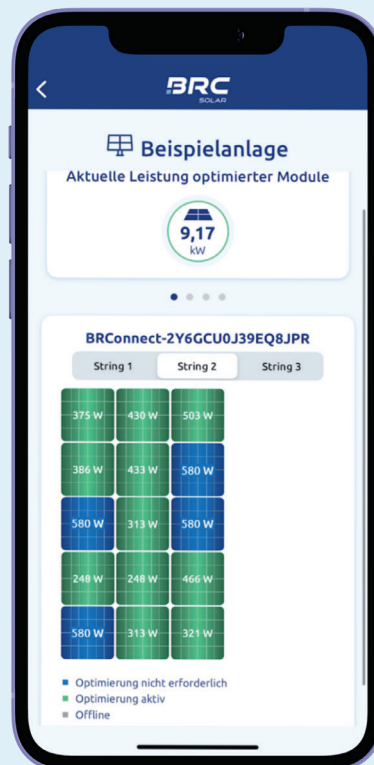 BRC
SOLAR
Beispielanlage
Aktuelle Leistung optimierter Module
9,17
kW
BRConnect-2Y6GCU0J39EQ8JPR
String 1 String 2 String 3
375 W 430 W 503 W
386 W 433 W 580 W
580 W 313 W 580 W
248 W 248 W 466 W
580 W 313 W 321 W
Optimierung nicht erforderlich
Optimierung aktiv
Offline